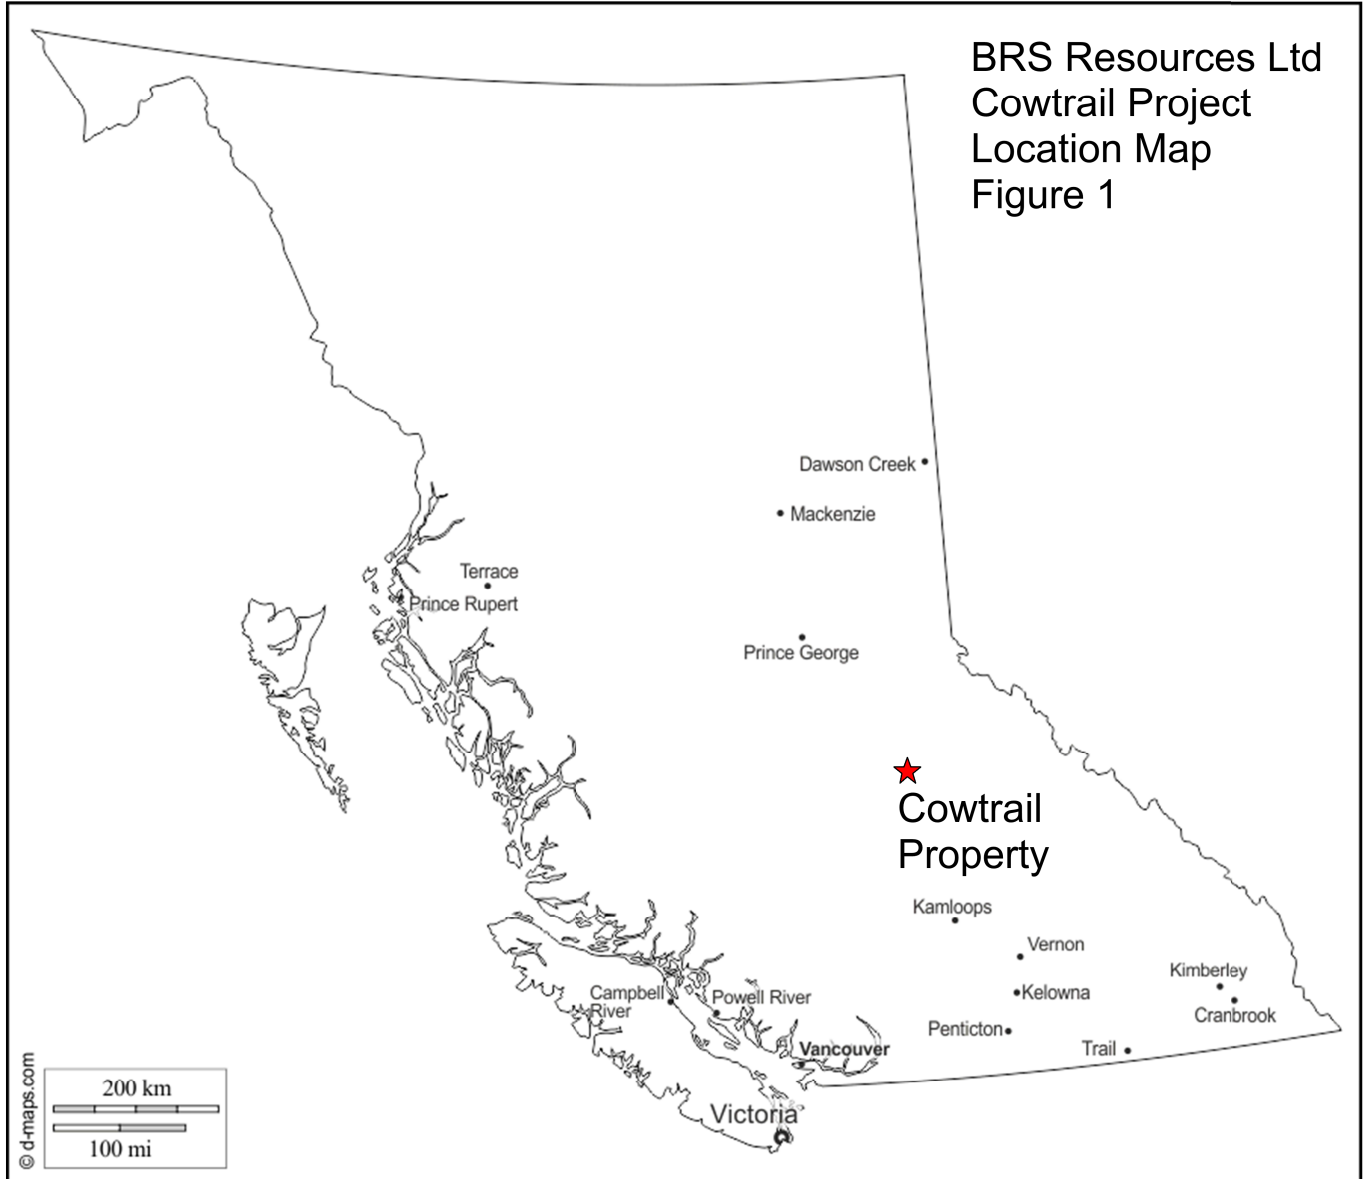 BRS Resources Ltd
Cowtrail Project
Location Map
Figure 1
Dawson Creek
Mackenzie
Terrace
Prince Rupert
Prince George
Cowtrail
Property
Kamloops
Vernon
Kimberley
Kelowna
Cranbrook
Campbell
River
Powell River
Penticton
Vancouver
Trail
Victoria
200 km
100 mi
© d-maps.com